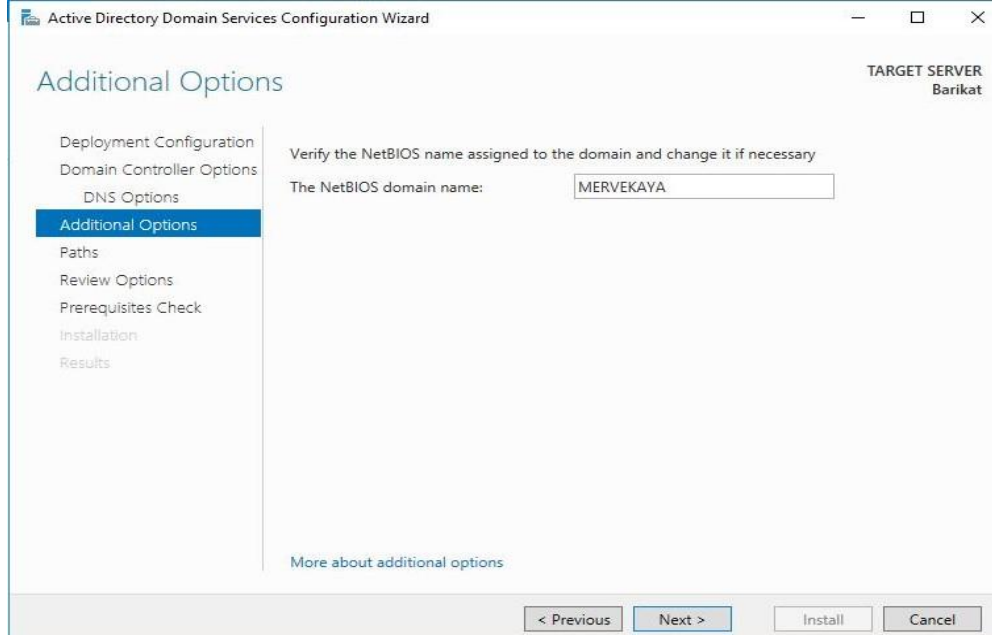 Active Directory Domain Services Configuration Wizard
Additional Options
TARGET SERVER
Barikat
Deployment Configuration
Domain Controller Options
DNS Options
Additional Options
Paths
Review Options
Prerequisites Check
Installation
Results
Verify the NetBIOS name assigned to the domain and change it if necessary
The NetBIOS domain name: MERVEKAYA
More about additional options
< Previous Next > Install Cancel